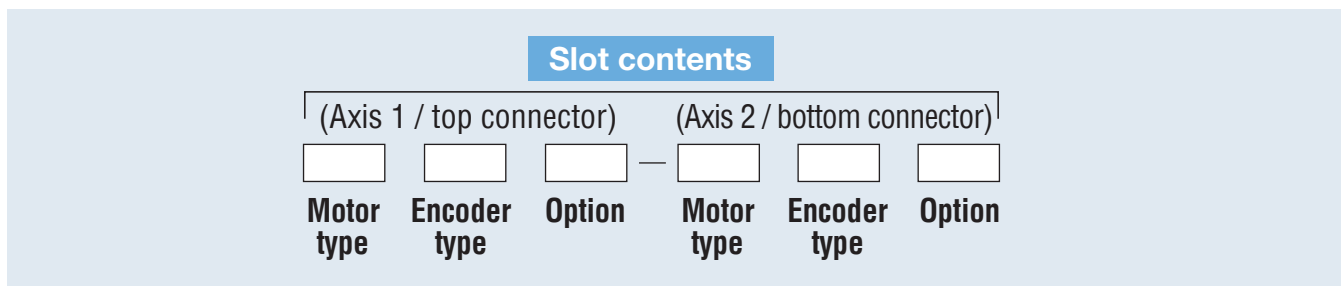 Slot contents
(Axis 1 / top connector) (Axis 2 / bottom connector)
—
Motor Encoder Option Motor Encoder Option
type type type type